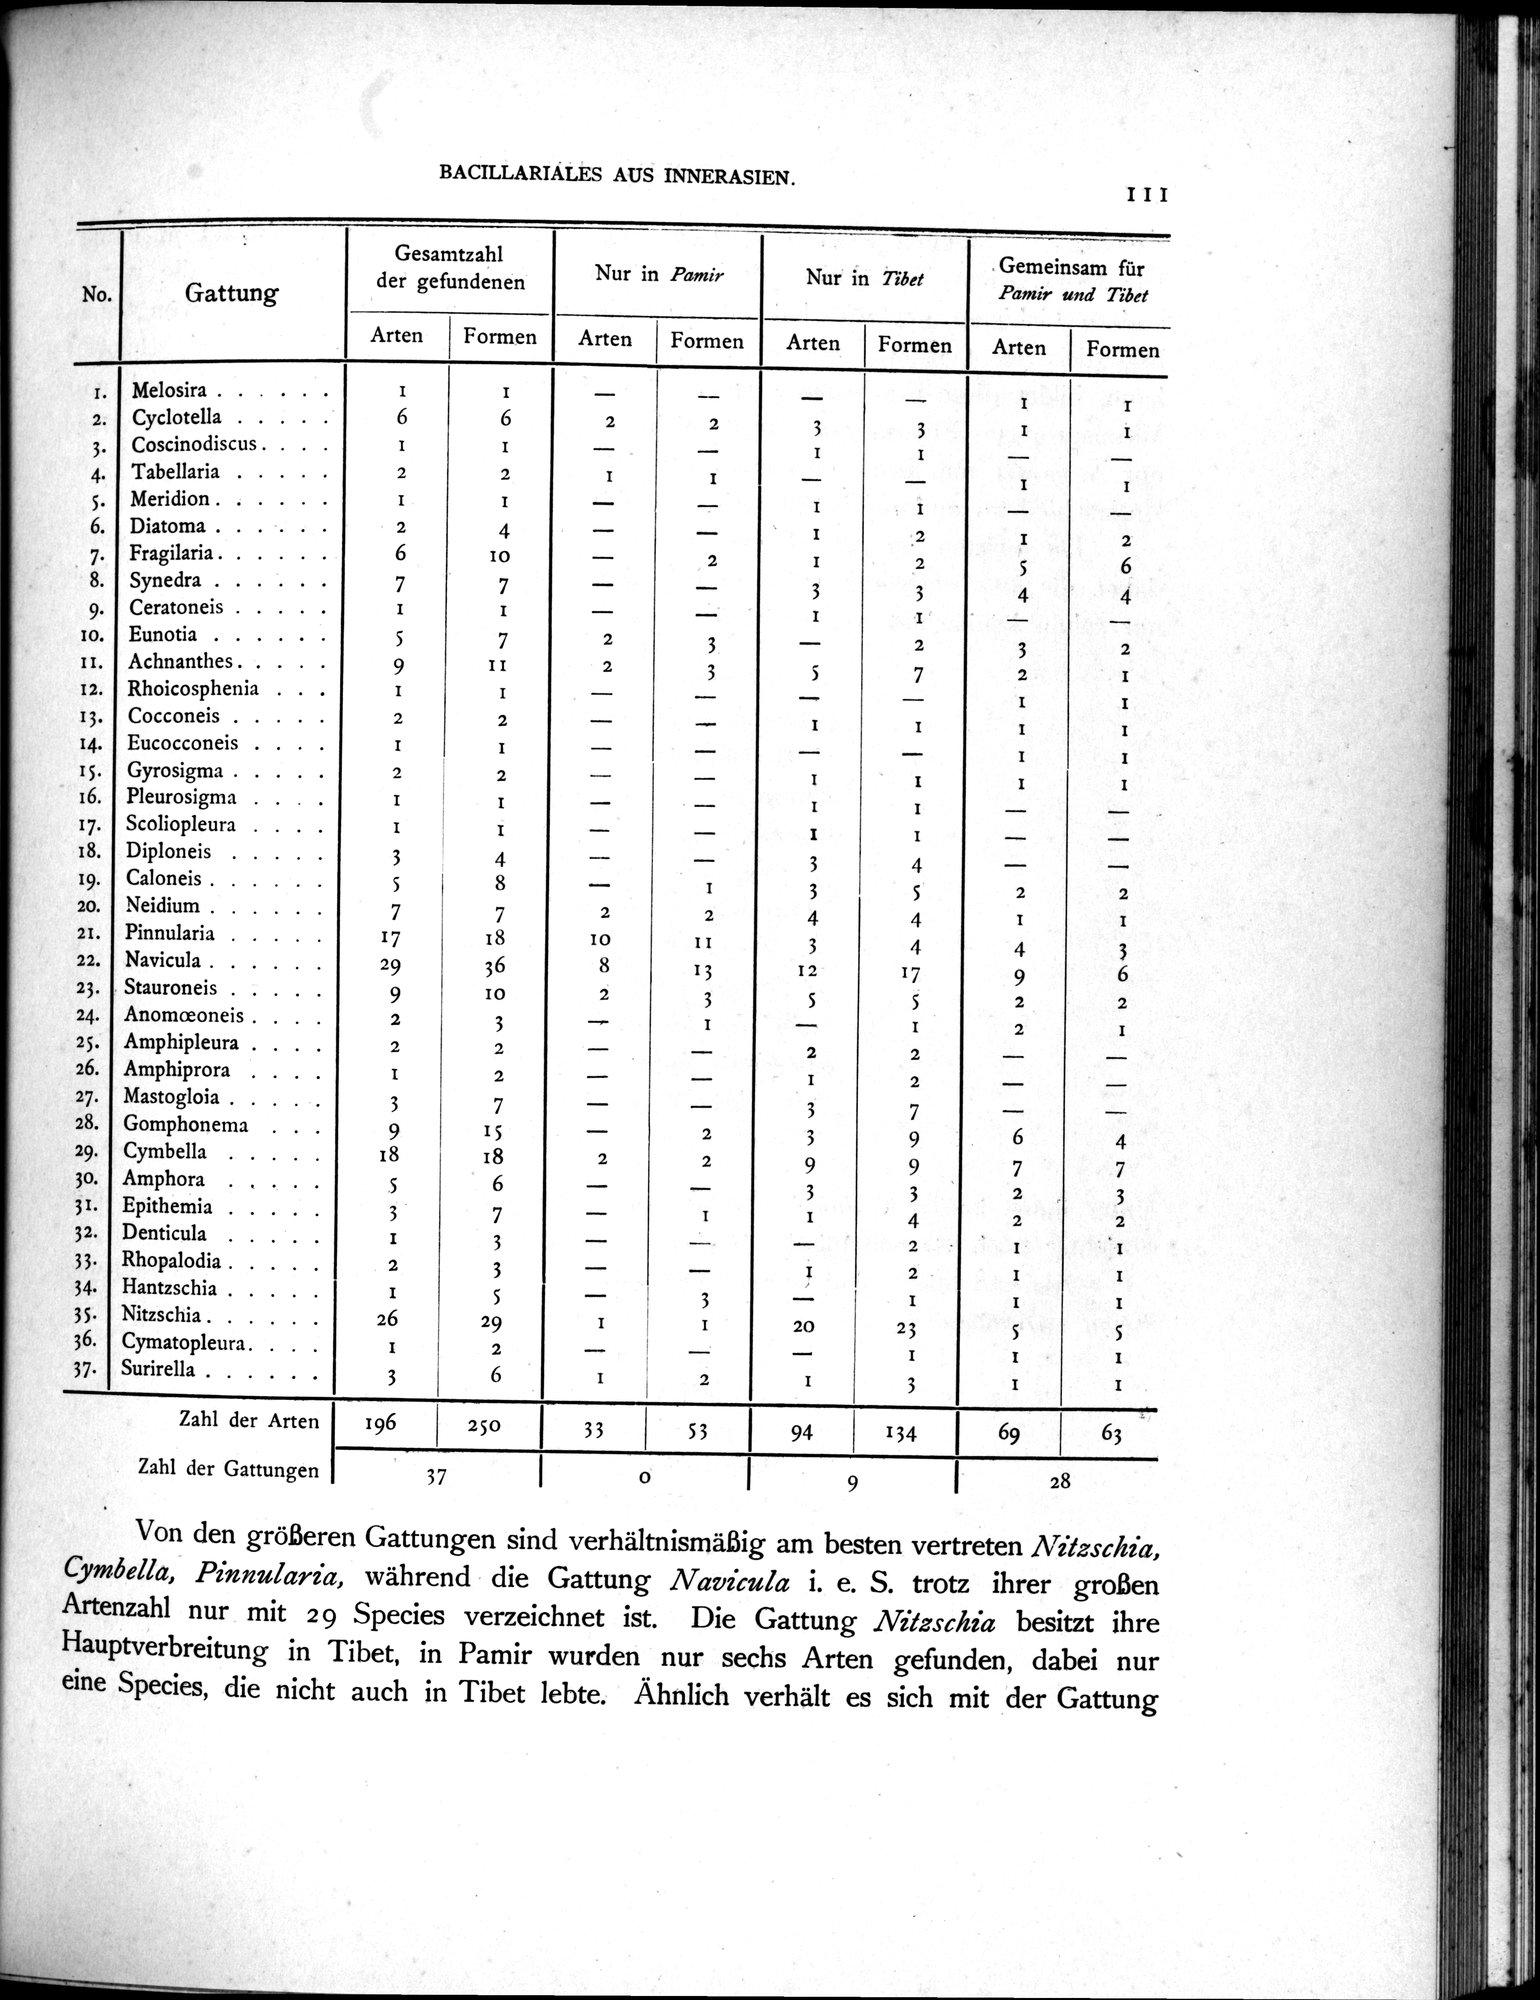 BACILLARIALES AUS INNERASIEN.
111
No. Gattung Gesamtzahl der gefundenen Nur in Pamir Nur in Tibet Gemeinsam für Pamir und Tibet
Arten Formen Arten Formen Arten Formen Arten Formen
1. Melosira . . . . . . 1 1 — — — — 1 1
2. Cyclotella . . . . . 6 6 2 2 3 3 1 1
3. Coscinodiscus . . . . 1 1 — — 1 1 — —
4. Tabellaria . . . . . 2 2 1 1 — — 1 1
5. Meridion . . . . . . 1 1 — — 1 1 — —
6. Diatoma . . . . . . 2 4 — — 1 2 1 2
7. Fragilaria . . . . . . 6 10 — 2 1 2 5 6
8. Synedra . . . . . . 7 7 — — 3 3 4 4
9. Ceratoneis . . . . . 1 1 — — 1 1 — —
10. Eunotia . . . . . . 5 7 2 3 — 2 3 2
11. Achnanthes . . . . . 9 11 2 3 5 7 2 1
12. Rhoicosphenia . . . 1 1 — — — — 1 1
13. Cocconeis . . . . . 2 2 — — 1 1 1 1
14. Eucocconeis . . . . 1 1 — — — — 1 1
15. Gyrosigma . . . . . 2 2 — — 1 1 1 1
16. Pleurosigma . . . . 1 1 — — 1 1 — —
17. Scoliopleura . . . . 1 1 — — 1 1 — —
18. Diploneis . . . . . 3 4 — — 3 4 — —
19. Caloneis . . . . . . 5 8 — 1 3 5 2 2
20. Neidium . . . . . . 7 7 2 2 4 4 1 1
21. Pinnularia . . . . . 17 18 10 11 3 4 4 3
22. Navicula . . . . . . 29 36 8 13 12 17 9 6
23. Stauroneis . . . . . 9 10 2 3 5 5 2 2
24. Anomœoneis . . . . 2 3 — 1 — 1 2 1
25. Amphipleura . . . . 2 2 — — 2 2 — —
26. Amphiprora . . . . 1 2 — — 1 2 — —
27. Mastogloia . . . . . 3 7 — — 3 7 — —
28. Gomphonema . . . 9 15 — 2 3 9 6 4
29. Cymbella . . . . . 18 18 2 2 9 9 7 7
30. Amphora . . . . . 5 6 — — 3 3 2 3
31. Epithemia . . . . . 3 7 — 1 1 4 2 2
32. Denticula . . . . . 1 3 — — — 2 1 1
33. Rhopalodia . . . . . 2 3 — — 1 2 1 1
34. Hantzschia . . . . . 1 5 — 3 — 1 1 1
35. Nitzschia . . . . . . 26 29 1 1 20 23 5 5
36. Cymatopleura . . . . 1 2 — — — 1 1 1
37. Surirella . . . . . . 3 6 1 2 1 3 1 1
Zahl der Arten 196 250 33 53 94 134 69 63
Zahl der Gattungen 37 0 9 28
Von den größeren Gattungen sind verhältnismäßig am besten vertreten Nitzschia,
Cymbella, Pinnularia, während die Gattung Navicula i. e. S. trotz ihrer großen
Artenzahl nur mit 29 Species verzeichnet ist. Die Gattung Nitzschia besitzt ihre
Hauptverbreitung in Tibet, in Pamir wurden nur sechs Arten gefunden, dabei nur
eine Species, die nicht auch in Tibet lebte. Ähnlich verhält es sich mit der Gattung